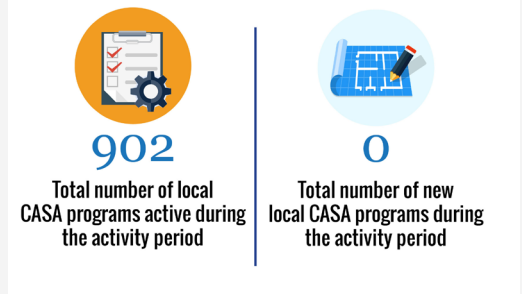 902
Total number of local
CASA programs active during
the activity period
0
Total number of new
local CASA programs during
the activity period